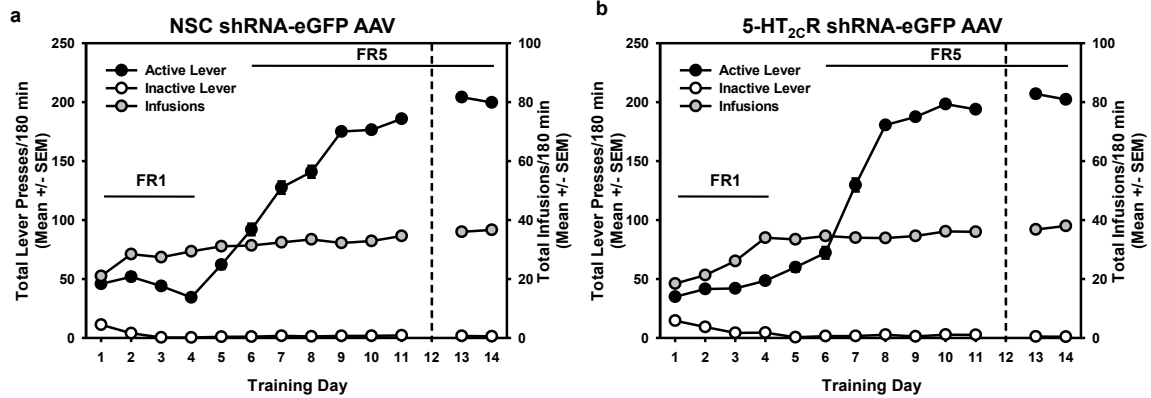 a
NSC shRNA-eGFP AAV
250
200
150
100
50
0
Total Lever Presses/180 min
(Mean +/- SEM)
Active Lever
Inactive Lever
Infusions
FR1
FR5
100
80
60
40
20
0
Total Infusions/180 min
(Mean +/- SEM)
1 2 3 4 5 6 7 8 9 10 11 12 13 14
Training Day
b
5-HT2CR shRNA-eGFP AAV
250
200
150
100
50
0
Total Lever Presses/180 min
(Mean +/- SEM)
Active Lever
Inactive Lever
Infusions
FR1
FR5
100
80
60
40
20
0
Total Infusions/180 min
(Mean +/- SEM)
1 2 3 4 5 6 7 8 9 10 11 12 13 14
Training Day